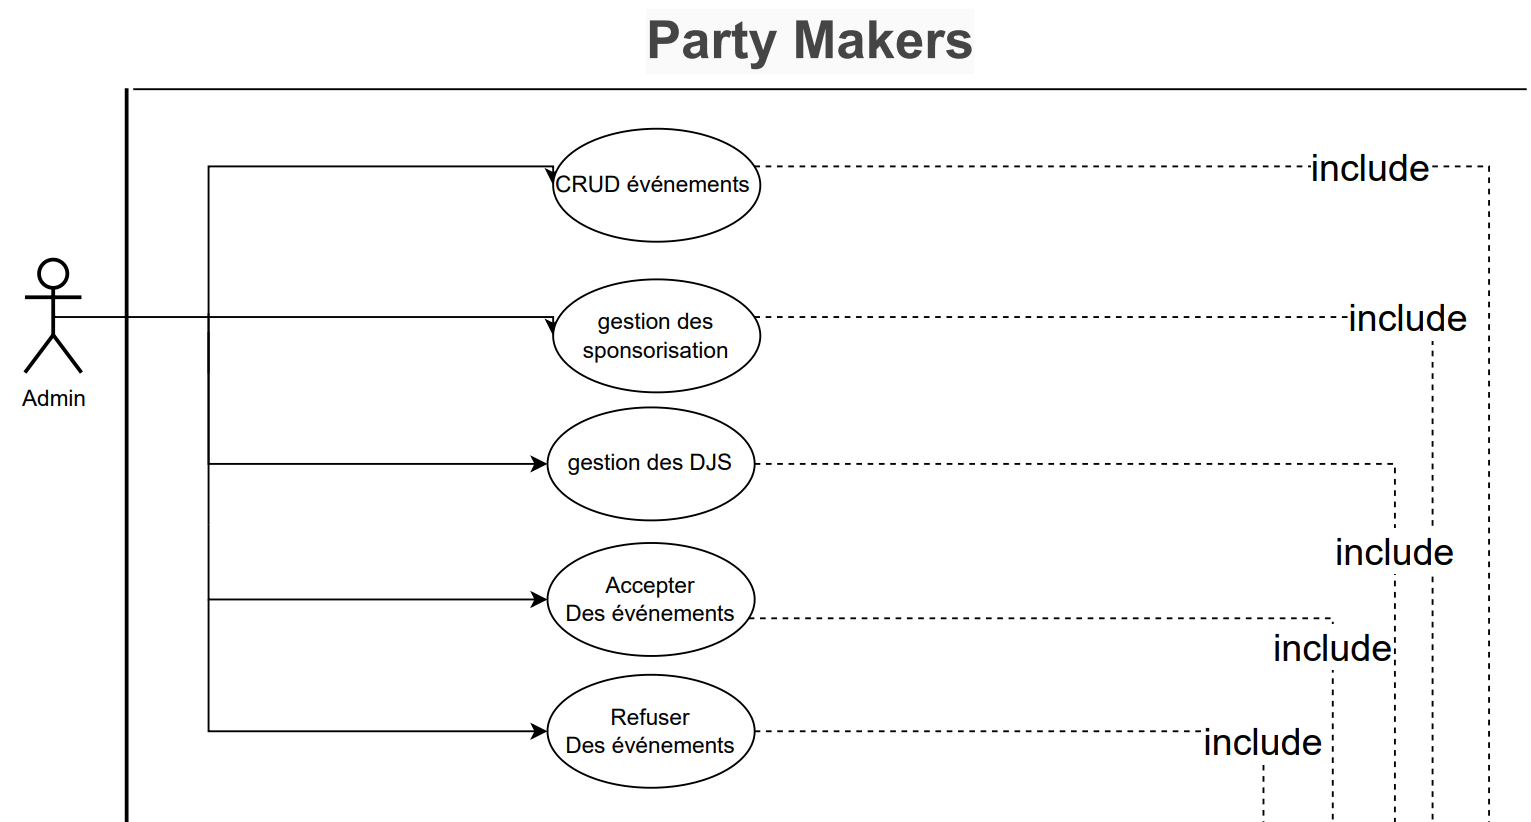 Party Makers
CRUD événements
include
gestion des
sponsorisation
include
Admin
gestion des DJS
include
Accepter
Des événements
include
Refuser
Des événements
include